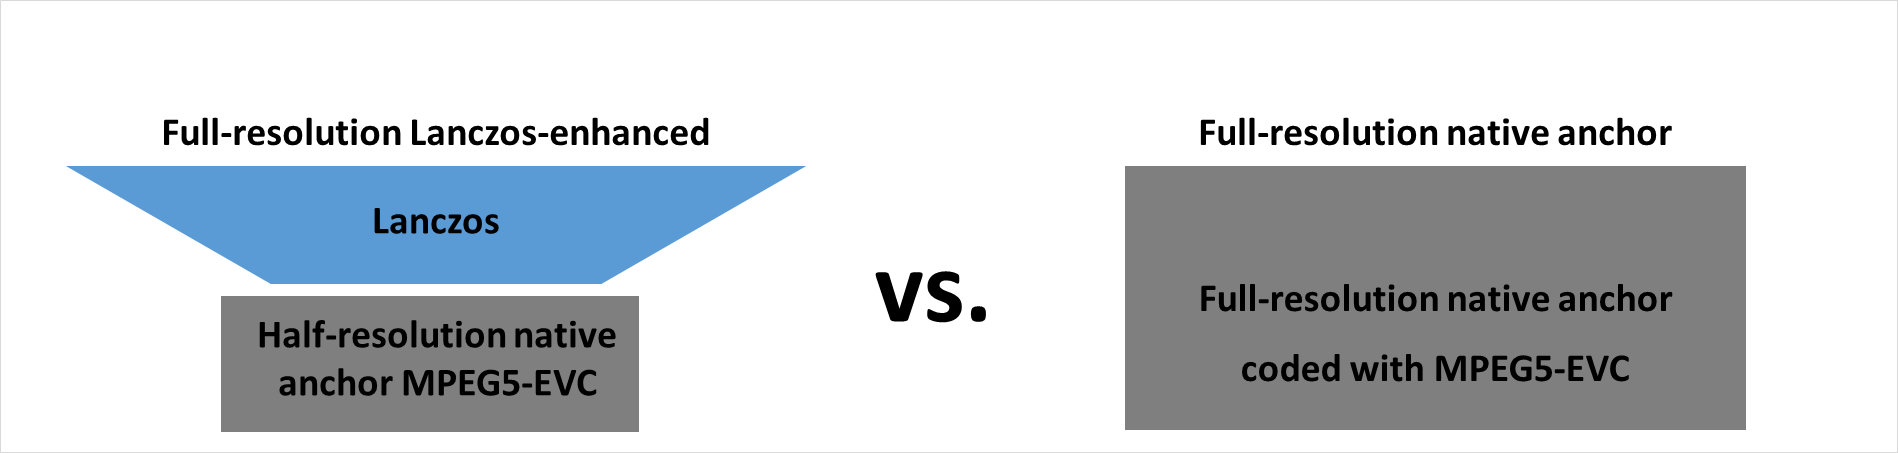 Full-resolution Lanczos-enhanced
Lanczos
Half-resolution native
anchor MPEG5-EVC
vs.
Full-resolution native anchor
Full-resolution native anchor
coded with MPEG5-EVC